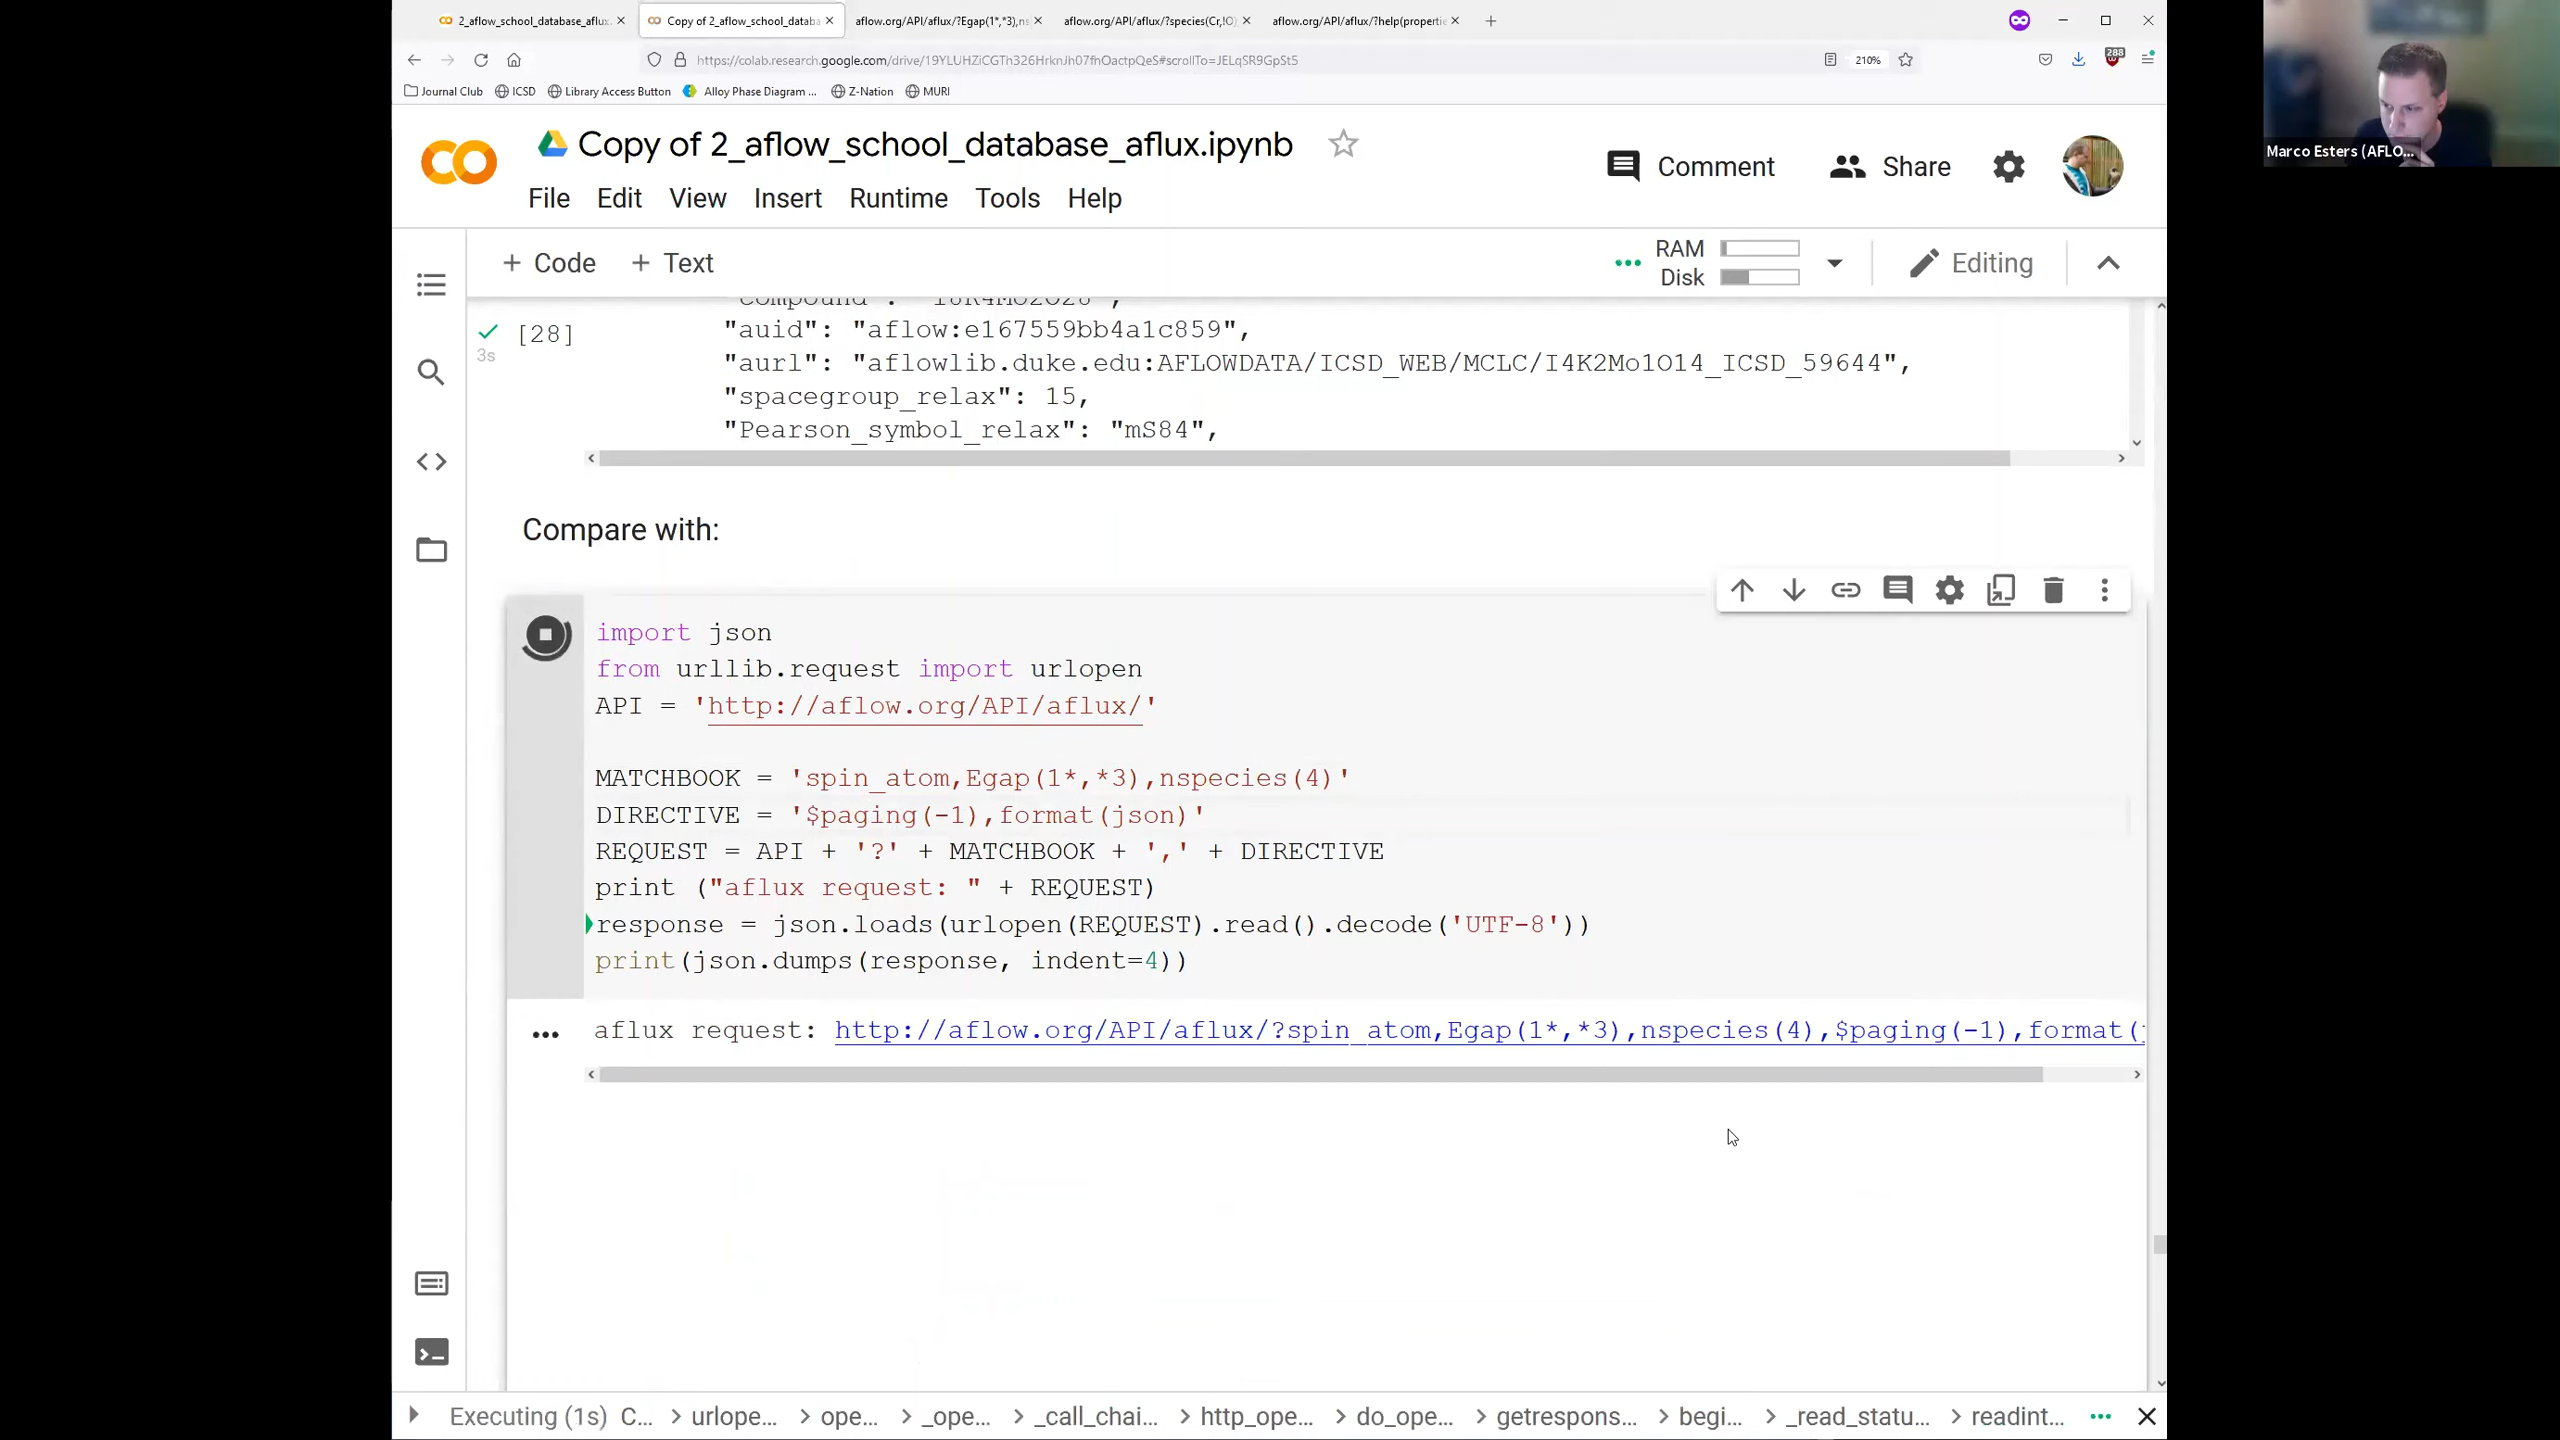 2_aflow_school_database_aflux.
Copy of 2_aflow_school_databa
aflow.org/API/aflux/?Egap(1*,*3),ns
aflow.org/API/aflux/?species(Cr,!O)
aflow.org/API/aflux/?help(properti
https://colab.research.google.com/drive/19YLUHZiCGTh326HrknJh07fnOactpQeS#scrollTo=JELqSR9GpSt5
210%
288
Journal Club
ICSD
Library Access Button
Alloy Phase Diagram ...
Z-Nation
MURI
Marco Esters (AFLO...
Copy of 2_aflow_school_database_aflux.ipynb
Comment
Share
File Edit View Insert Runtime Tools Help
+ Code + Text
RAM
Disk
Editing
"compound": "I8K4Mo2O28",
[28]
3s
"auid": "aflow:e167559bb4a1c859",
"aurl": "aflowlib.duke.edu:AFLOWDATA/ICSD_WEB/MCLC/I4K2Mo1O14_ICSD_59644",
"spacegroup_relax": 15,
"Pearson_symbol_relax": "mS84",
Compare with:
import json
from urllib.request import urlopen
API = 'http://aflow.org/API/aflux/'
MATCHBOOK = 'spin_atom,Egap(1*,*3),nspecies(4)'
DIRECTIVE = '$paging(-1),format(json)'
REQUEST = API + '?' + MATCHBOOK + ',' + DIRECTIVE
print ("aflux request: " + REQUEST)
response = json.loads(urlopen(REQUEST).read().decode('UTF-8'))
print(json.dumps(response, indent=4))
aflux request: http://aflow.org/API/aflux/?spin_atom,Egap(1*,*3),nspecies(4),$paging(-1),format(
Executing (1s) C... > urlope... > ope... > _ope... > _call_chai... > http_ope... > do_ope... > getrespons... > begi... > _read_statu... > readint...